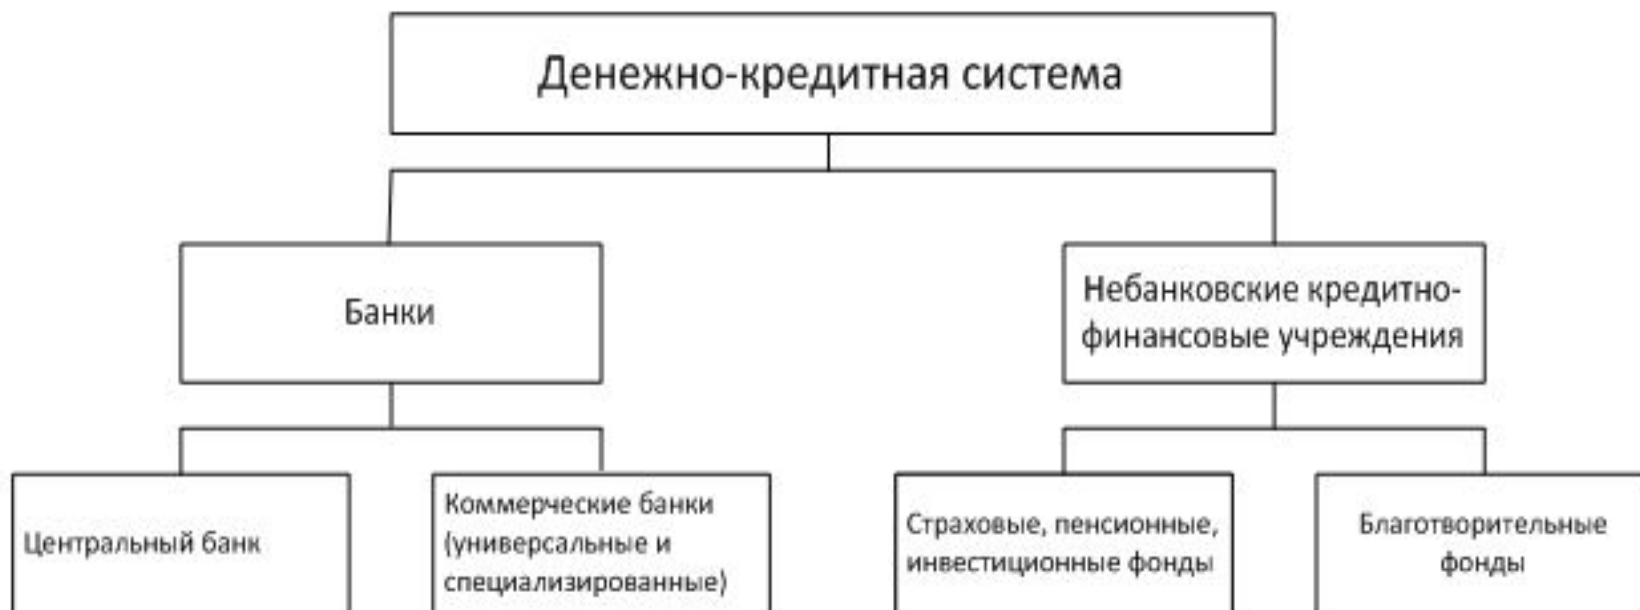 Денежно-кредитная система
Банки
Небанковские кредитно-
финансовые учреждения
Центральный банк
Коммерческие банки
(универсальные и
специализированные)
Страховые, пенсионные,
инвестиционные фонды
Благотворительные
фонды